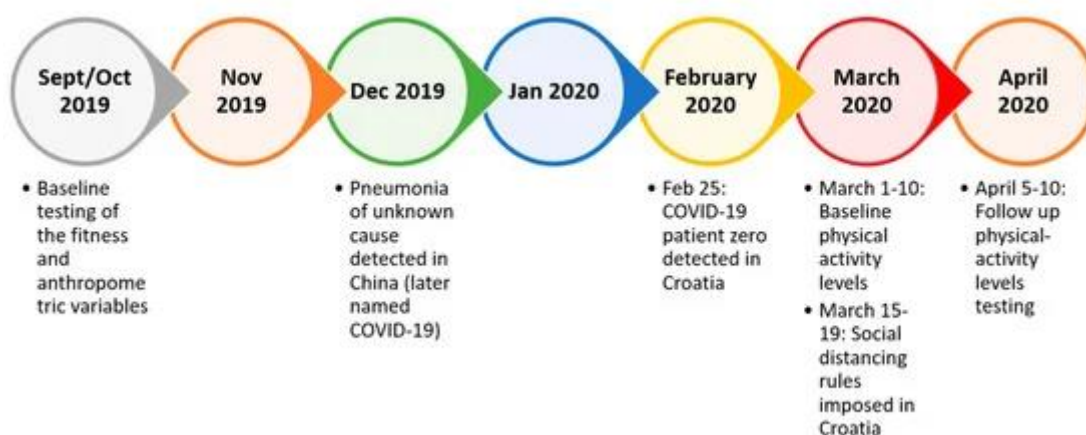 Sept/Oct
2019
Nov
2019
Dec 2019
Jan 2020
February
2020
March
2020
April
2020
• Baseline
testing of
the fitness
and
anthropome
tric variables
• Pneumonia
of unknown
cause
detected in
China (later
named
COVID-19)
• Feb 25:
COVID-19
patient zero
detected in
Croatia
• March 1-10:
Baseline
physical
activity
levels
• March 15-
19: Social
distancing
rules
imposed in
Croatia
• April 5-10:
Follow up
physical-
activity
levels
testing